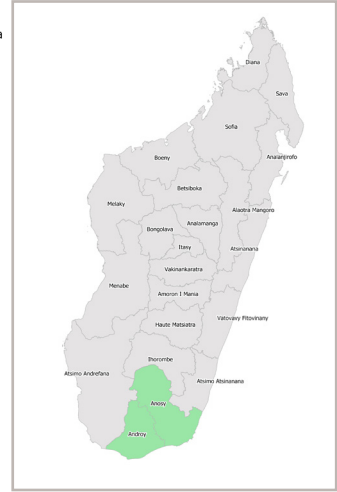 a
Diana
Sava
Sofia
Analanjirofo
Boeny
Betsiboka
Melaky
Alaotra Mangoro
Analamanga
Bongolava
Itasy
Atsinanana
Vakinankaratra
Menabe
Amoron I Mania
Vatovavy Fitovinany
Haute Matsiatra
Ihorombe
Atsimo Andrefana
Atsimo Atsinanana
Anosy
Androy